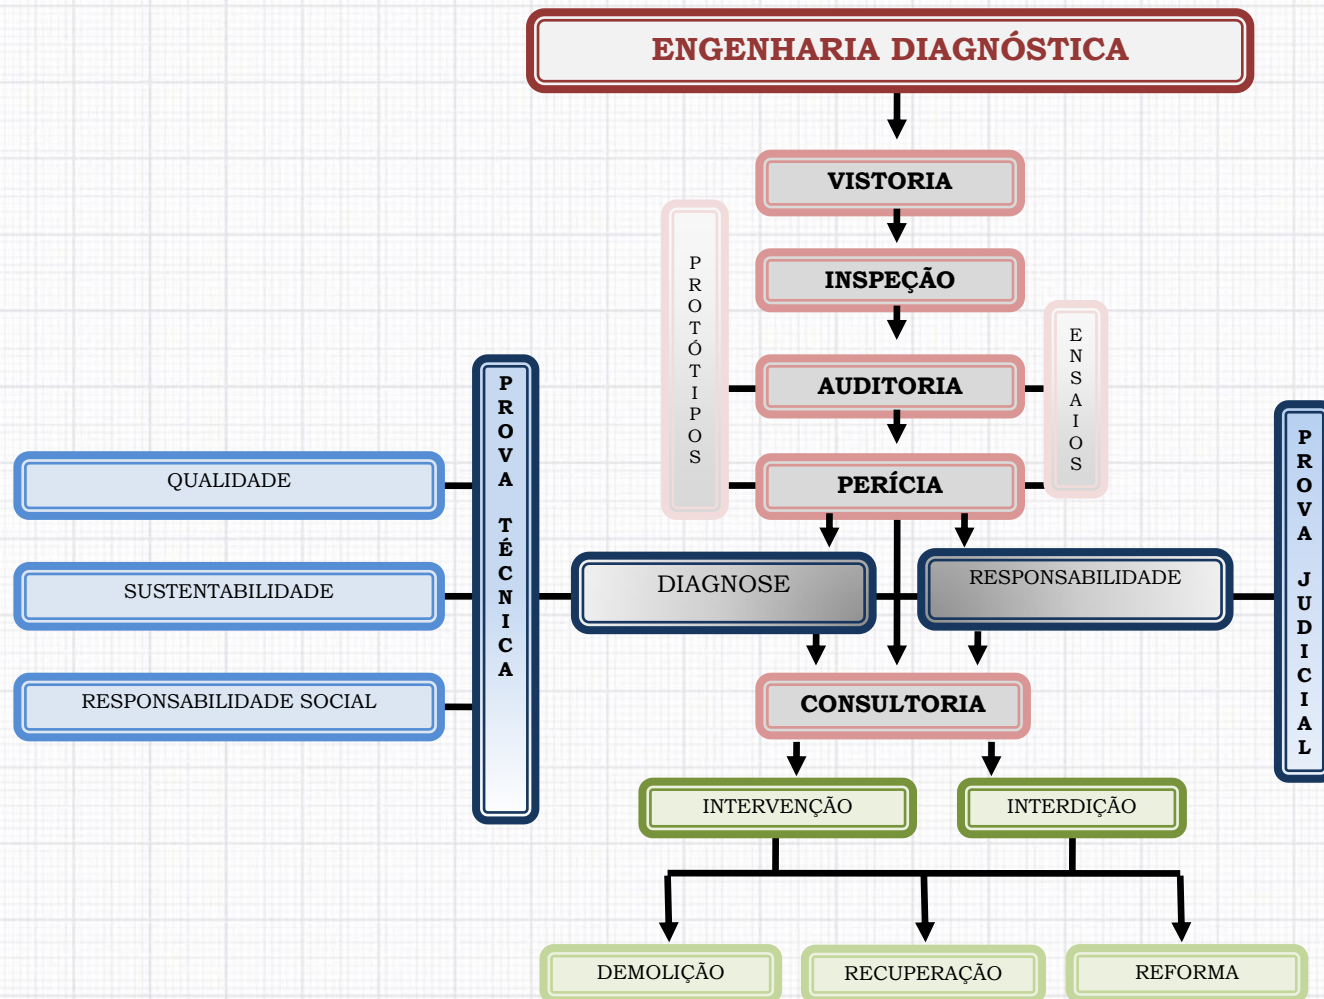 ENGENHARIA DIAGNÓSTICA
VISTORIA
INSPEÇÃO
PROTÓTIPOS
ENSAIOS
AUDITORIA
PERÍCIA
PROVA TÉCNICA
PROVA JUDICIAL
QUALIDADE
SUSTENTABILIDADE
RESPONSABILIDADE SOCIAL
DIAGNOSE
RESPONSABILIDADE
CONSULTORIA
INTERVENÇÃO
INTERDIÇÃO
DEMOLIÇÃO
RECUPERAÇÃO
REFORMA